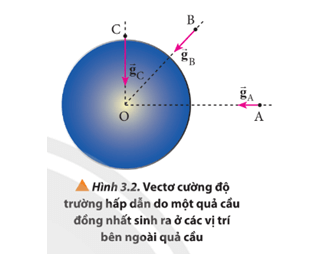 C
B
g⃗B
g⃗C
g⃗A
O
A
▲ Hình 3.2. Vectơ cường độ
trường hấp dẫn do một quả cầu
đồng nhất sinh ra ở các vị trí
bên ngoài quả cầu